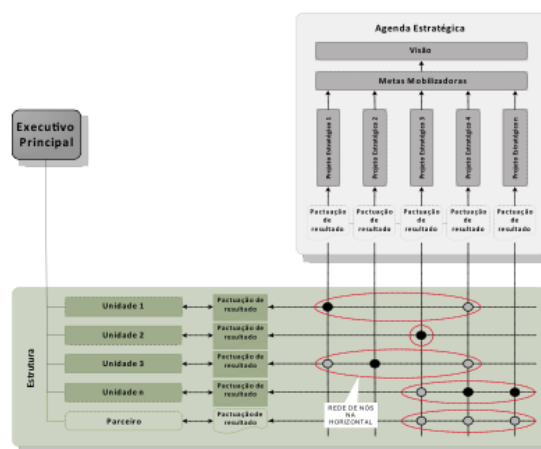 Agenda Estratégica
Visão
Metas Mobilizadoras
Executivo
Principal
Projeto Estratégico 1
Projeto Estratégico 2
Projeto Estratégico 3
Projeto Estratégico 4
Projeto Estratégico n
Pactuação
de
resultado
Pactuação
de
resultado
Pactuação
de
resultado
Pactuação
de
resultado
Pactuação
de
resultado
Estrutura
Unidade 1
Pactuação de
resultado
Unidade 2
Pactuação de
resultado
Unidade 3
Pactuação de
resultado
Unidade n
Pactuação de
resultado
REDE DE NÓS
NA
HORIZONTAL
Parceiro
Pactuação de
resultado